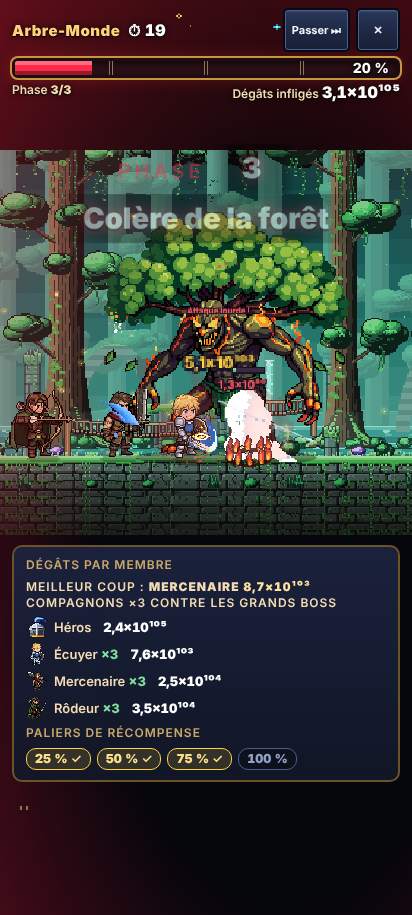 Arbre-Monde ⏱ 19
Passer ⏭
✕
20 %
Phase 3/3
Dégâts infligés 3,1×10¹⁰⁵
PHASE 3
Colère de la forêt
Attaque lourde !
DÉGÂTS PAR MEMBRE
MEILLEUR COUP : MERCENAIRE 8,7×10¹⁰³
COMPAGNONS ×3 CONTRE LES GRANDS BOSS
Héros 2,4×10¹⁰⁵
Écuyer ×3 7,6×10¹⁰³
Mercenaire ×3 2,5×10¹⁰⁴
Rôdeur ×3 3,5×10¹⁰⁴
PALIERS DE RÉCOMPENSE
25 % ✓ 50 % ✓ 75 % ✓ 100 %